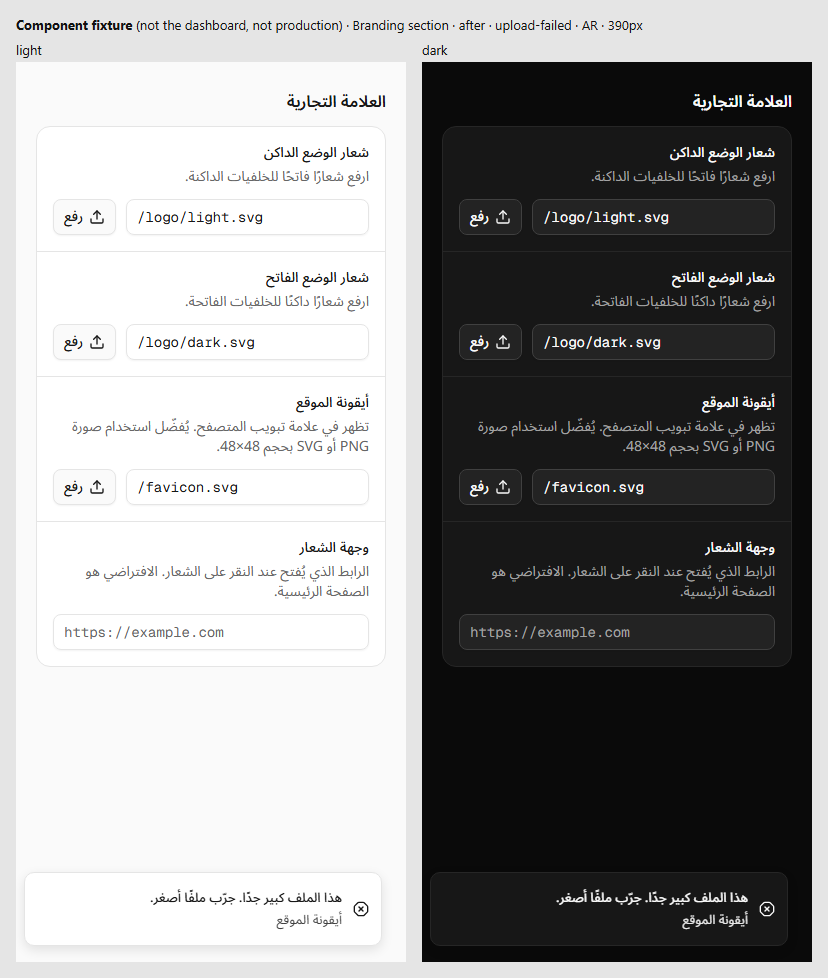 Component fixture (not the dashboard, not production) · Branding section · after · upload-failed · AR · 390px
light
العلامة التجارية
شعار الوضع الداكن
ارفع شعارًا فاتحًا للخلفيات الداكنة.
/logo/light.svg
رفع
شعار الوضع الفاتح
ارفع شعارًا داكنًا للخلفيات الفاتحة.
/logo/dark.svg
رفع
أيقونة الموقع
تظهر في علامة تبويب المتصفح. يُفضّل استخدام صورة
PNG أو SVG بحجم 48×48.
/favicon.svg
رفع
وجهة الشعار
الرابط الذي يُفتح عند النقر على الشعار. الافتراضي هو
الصفحة الرئيسية.
https://example.com
هذا الملف كبير جدًا. جرّب ملفًا أصغر.
أيقونة الموقع
dark
العلامة التجارية
شعار الوضع الداكن
ارفع شعارًا فاتحًا للخلفيات الداكنة.
/logo/light.svg
رفع
شعار الوضع الفاتح
ارفع شعارًا داكنًا للخلفيات الفاتحة.
/logo/dark.svg
رفع
أيقونة الموقع
تظهر في علامة تبويب المتصفح. يُفضّل استخدام صورة
PNG أو SVG بحجم 48×48.
/favicon.svg
رفع
وجهة الشعار
الرابط الذي يُفتح عند النقر على الشعار. الافتراضي هو
الصفحة الرئيسية.
https://example.com
هذا الملف كبير جدًا. جرّب ملفًا أصغر.
أيقونة الموقع